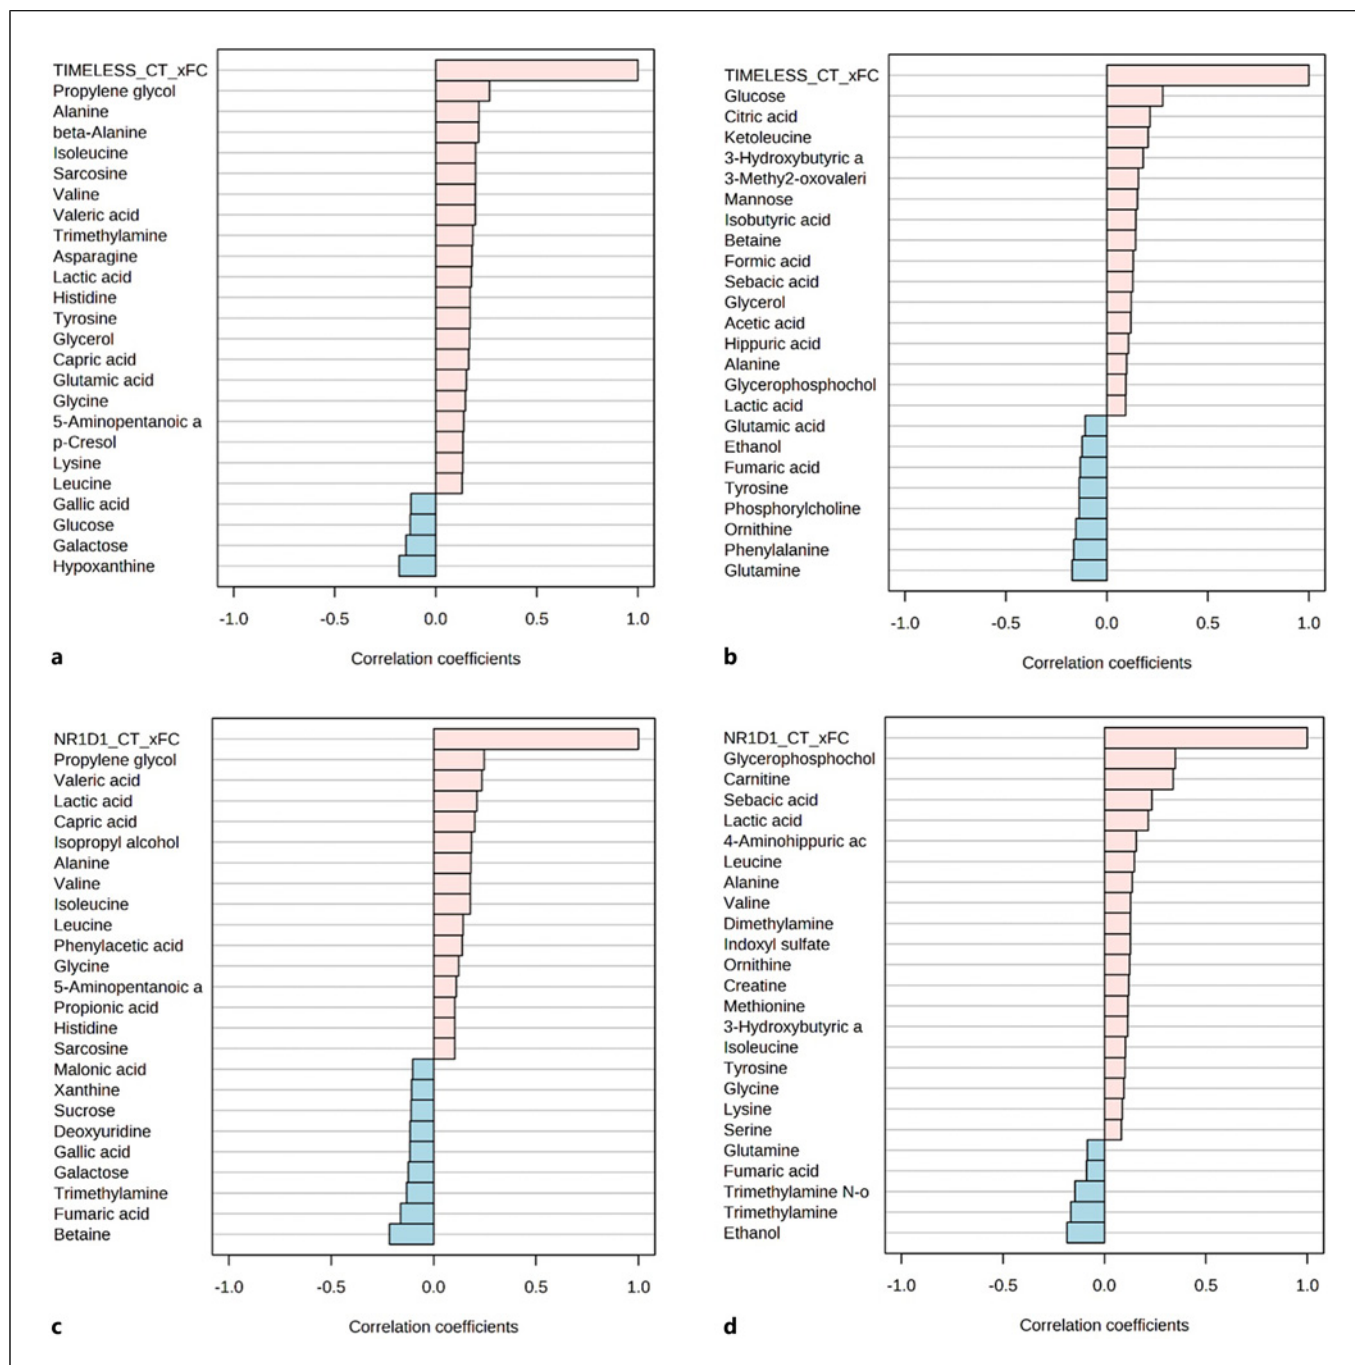 TIMELESS_CT_xFC
Propylene glycol
Alanine
beta-Alanine
Isoleucine
Sarcosine
Valine
Valeric acid
Trimethylamine
Asparagine
Lactic acid
Histidine
Tyrosine
Glycerol
Capric acid
Glutamic acid
Glycine
5-Aminopentanoic a
p-Cresol
Lysine
Leucine
Gallic acid
Glucose
Galactose
Hypoxanthine
-1.0 -0.5 0.0 0.5 1.0
a Correlation coefficients
TIMELESS_CT_xFC
Glucose
Citric acid
Ketoleucine
3-Hydroxybutyric a
3-Methy2-oxovaleri
Mannose
Isobutyric acid
Betaine
Formic acid
Sebacic acid
Glycerol
Acetic acid
Hippuric acid
Alanine
Glycerophosphochol
Lactic acid
Glutamic acid
Ethanol
Fumaric acid
Tyrosine
Phosphorylcholine
Ornithine
Phenylalanine
Glutamine
-1.0 -0.5 0.0 0.5 1.0
b Correlation coefficients
NR1D1_CT_xFC
Propylene glycol
Valeric acid
Lactic acid
Capric acid
Isopropyl alcohol
Alanine
Valine
Isoleucine
Leucine
Phenylacetic acid
Glycine
5-Aminopentanoic a
Propionic acid
Histidine
Sarcosine
Malonic acid
Xanthine
Sucrose
Deoxyuridine
Gallic acid
Galactose
Trimethylamine
Fumaric acid
Betaine
-1.0 -0.5 0.0 0.5 1.0
c Correlation coefficients
NR1D1_CT_xFC
Glycerophosphochol
Carnitine
Sebacic acid
Lactic acid
4-Aminohippuric ac
Leucine
Alanine
Valine
Dimethylamine
Indoxyl sulfate
Ornithine
Creatine
Methionine
3-Hydroxybutyric a
Isoleucine
Tyrosine
Glycine
Lysine
Serine
Glutamine
Fumaric acid
Trimethylamine N-o
Trimethylamine
Ethanol
-1.0 -0.5 0.0 0.5 1.0
d Correlation coefficients